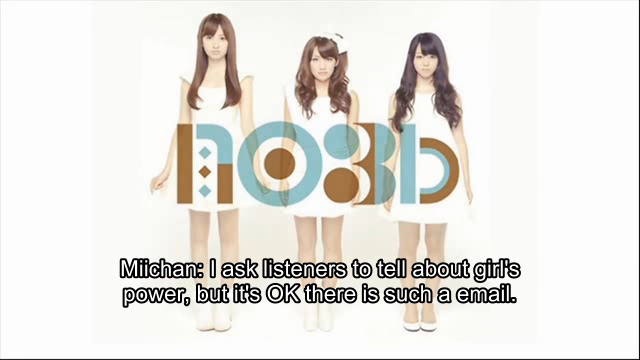 no3b
Miichan: I ask listeners to tell about girl's
power, but it's OK there is such a email.